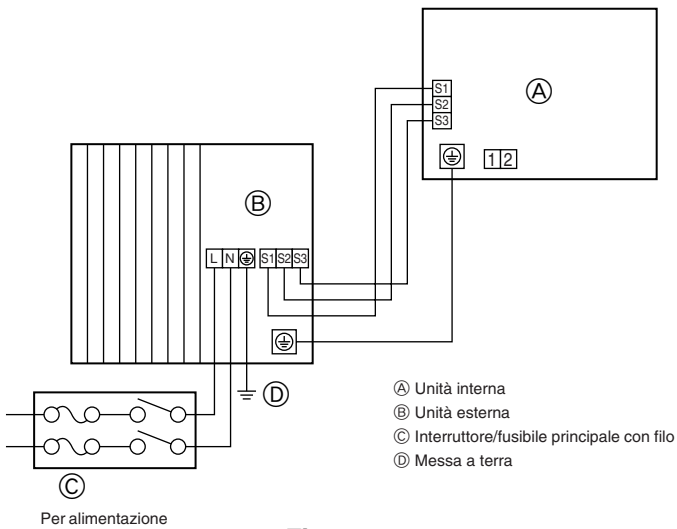 S1
S2
S3
Ⓐ
1 2
Ⓑ
L N S1 S2 S3
Ⓓ
Ⓒ
Per alimentazione
Ⓐ Unità interna
Ⓑ Unità esterna
Ⓒ Interruttore/fusibile principale con filo
Ⓓ Messa a terra